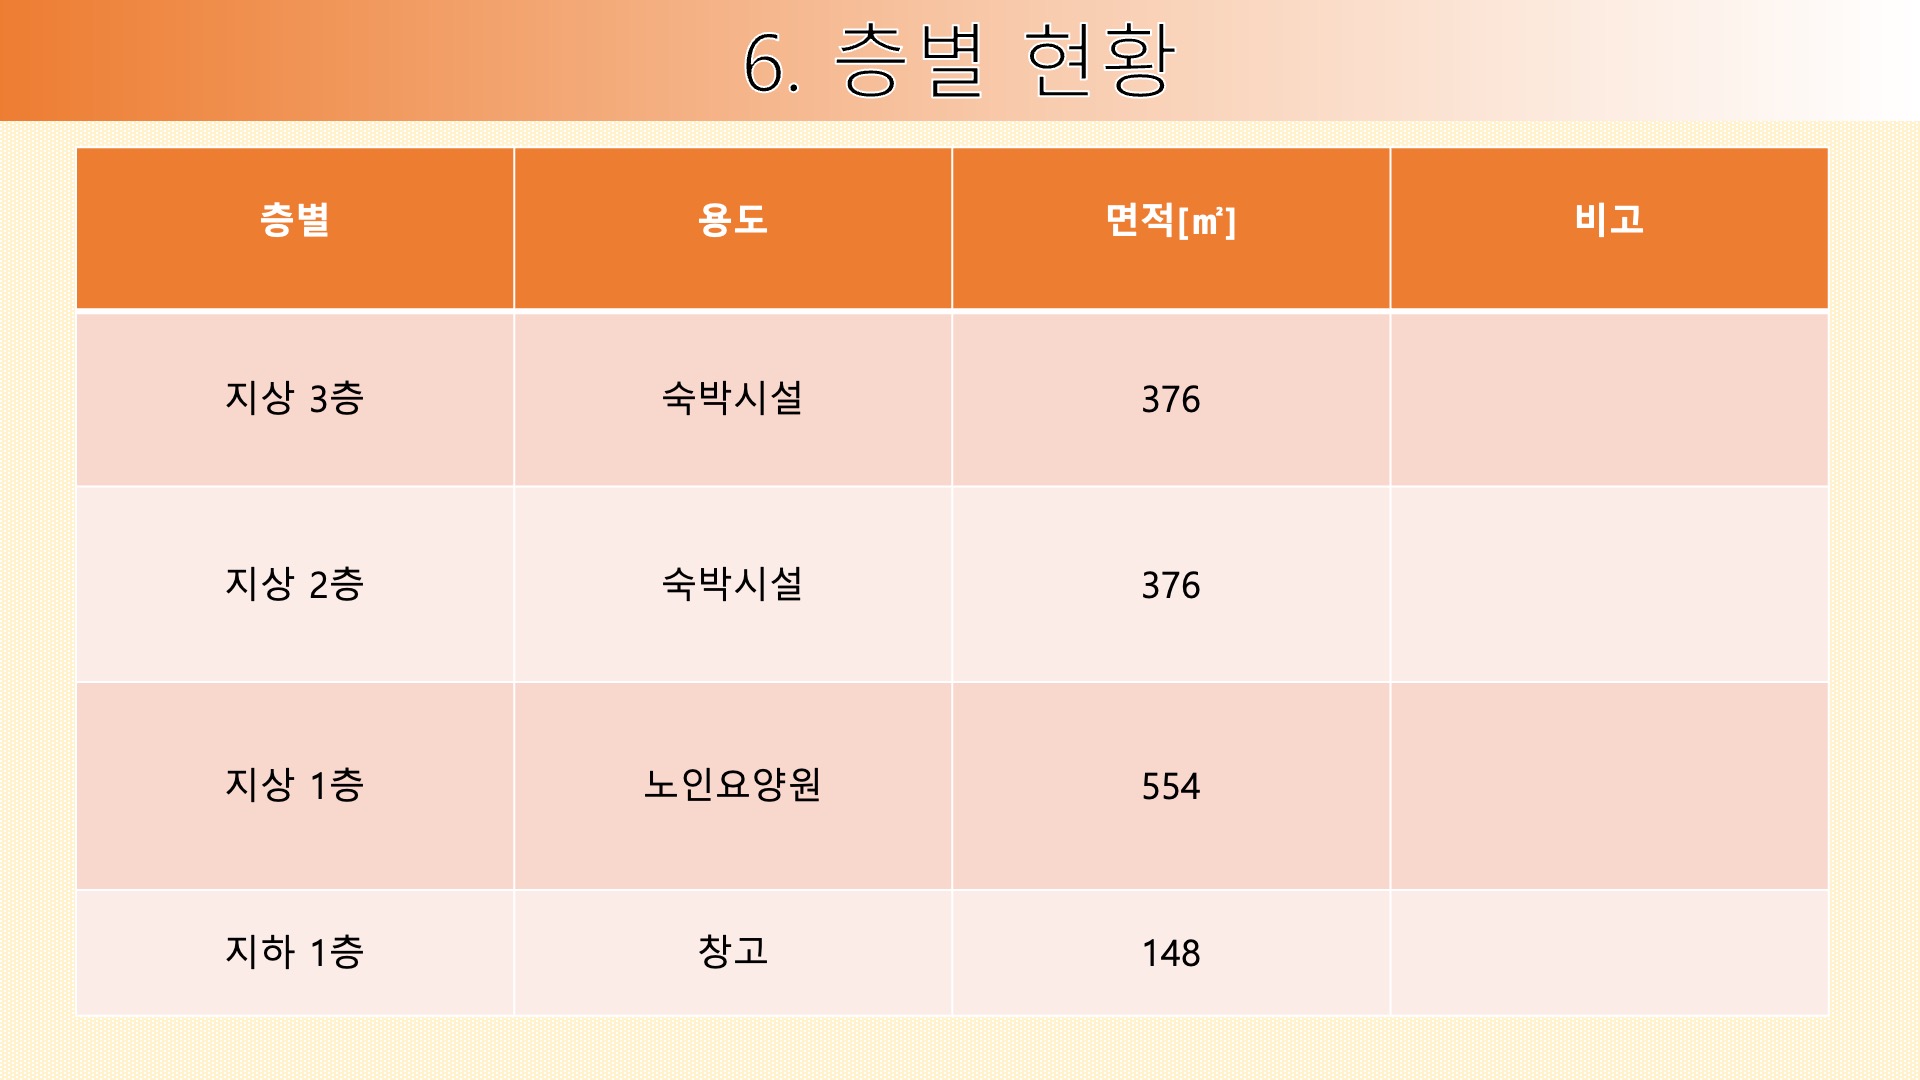 6. 층별 현황
층별 용도 면적[㎡] 비고
지상 3층 숙박시설 376
지상 2층 숙박시설 376
지상 1층 노인요양원 554
지하 1층 창고 148